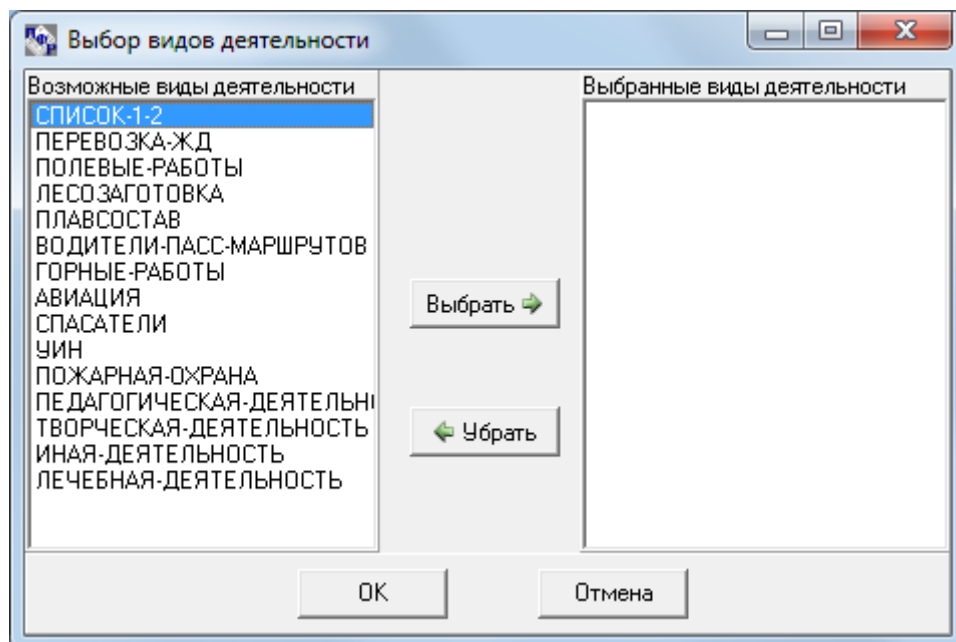 Выбор видов деятельности
Возможные виды деятельности
СПИСОК-1-2
ПЕРЕВОЗКА-ЖД
ПОЛЕВЫЕ-РАБОТЫ
ЛЕСОЗАГОТОВКА
ПЛАВСОСТАВ
ВОДИТЕЛИ-ПАСС-МАРШРУТОВ
ГОРНЫЕ-РАБОТЫ
АВИАЦИЯ
СПАСАТЕЛИ
УИН
ПОЖАРНАЯ-ОХРАНА
ПЕДАГОГИЧЕСКАЯ-ДЕЯТЕЛЬН
ТВОРЧЕСКАЯ-ДЕЯТЕЛЬНОСТЬ
ИНАЯ-ДЕЯТЕЛЬНОСТЬ
ЛЕЧЕБНАЯ-ДЕЯТЕЛЬНОСТЬ
Выбрать
Убрать
Выбранные виды деятельности
OK
Отмена